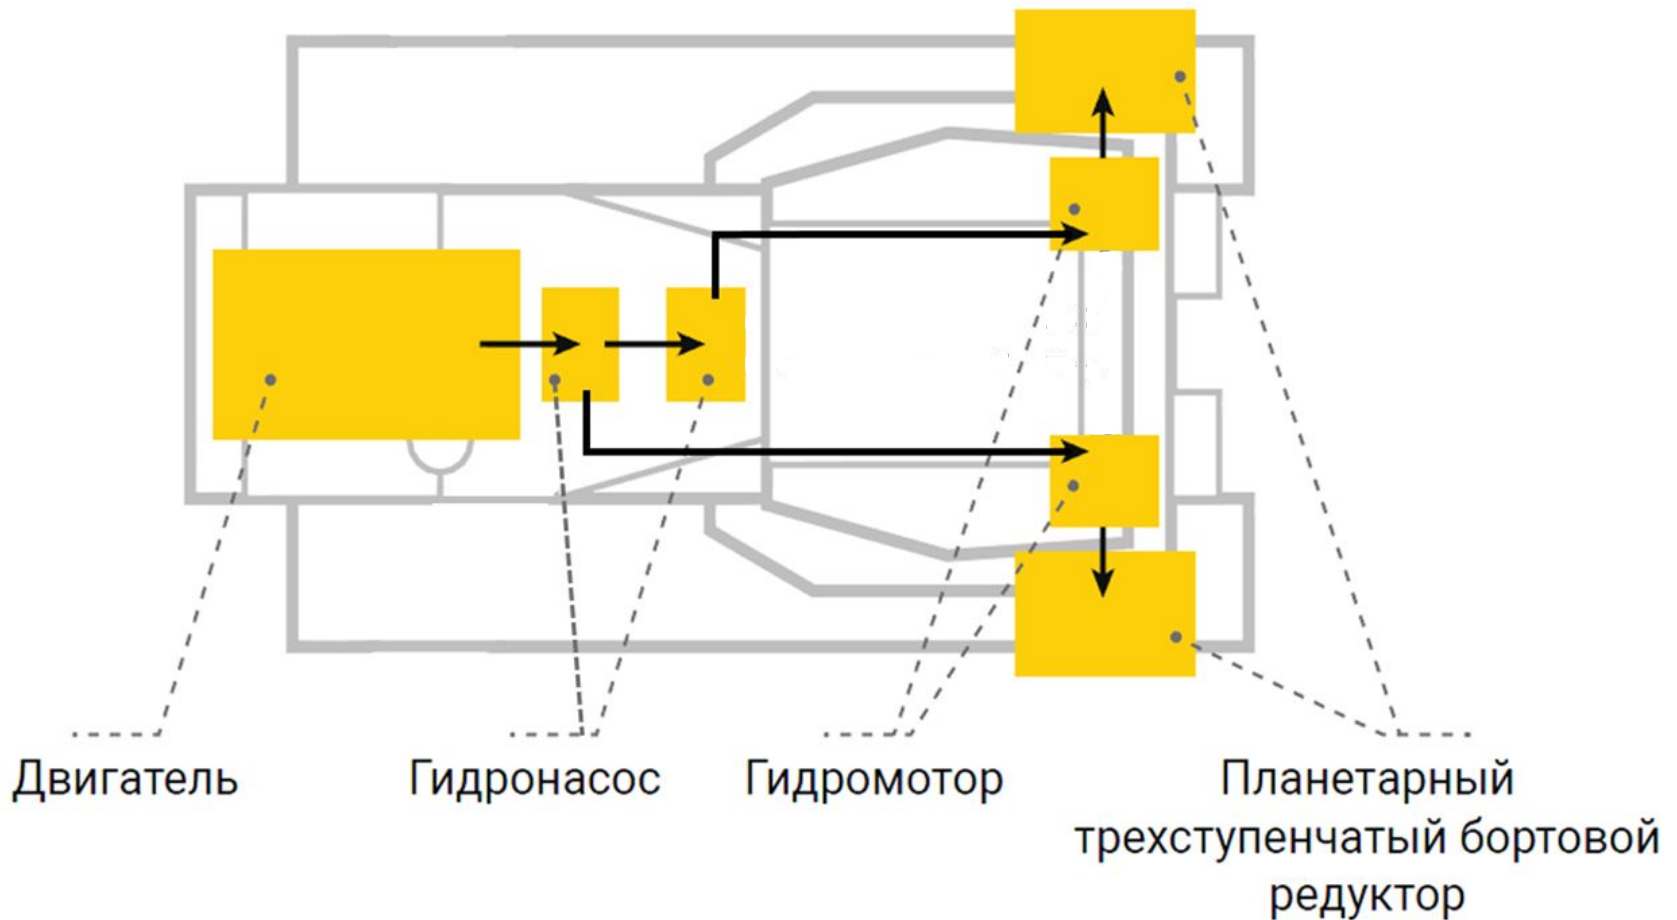 Двигатель
Гидронасос
Гидромотор
Планетарный
трехступенчатый бортовой
редуктор